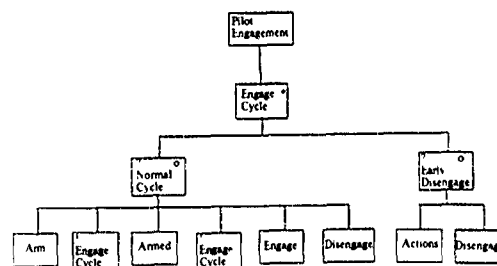 Pilot
Engagement
Engage *
Cycle
? o
Normal
Cycle
? o
Early
Disengage
Arm
Engage
Cycle
Armed
Engage
Cycle
Engage
Disengage
Actions
Disengag